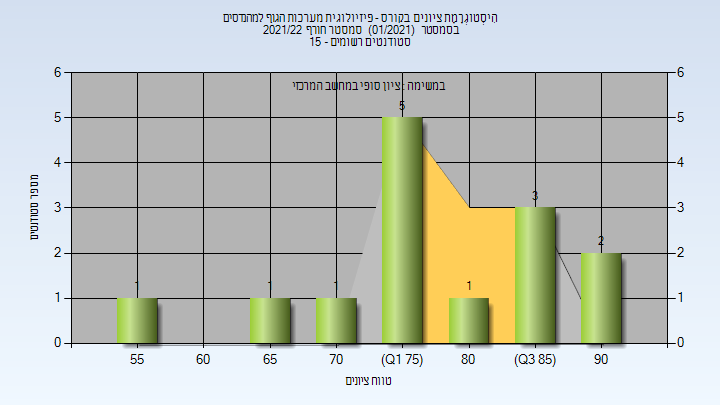 היסטוגרמת ציונים בקורס - פיזיולוגית מערכות הגוף למהנדסים
בסמסטר (01/2021) סמסטר חורף 2021/22
סטודנטים רשומים - 15
במשימה : ציון סופי במחשב המרכזי
6 6
5 5 5
4 4
מספר סטודנטים
3 3 3
2 2 2
1 1 1 1 1 1
0 0
55 60 65 70 (Q1 75) 80 (Q3 85) 90
טווח ציונים